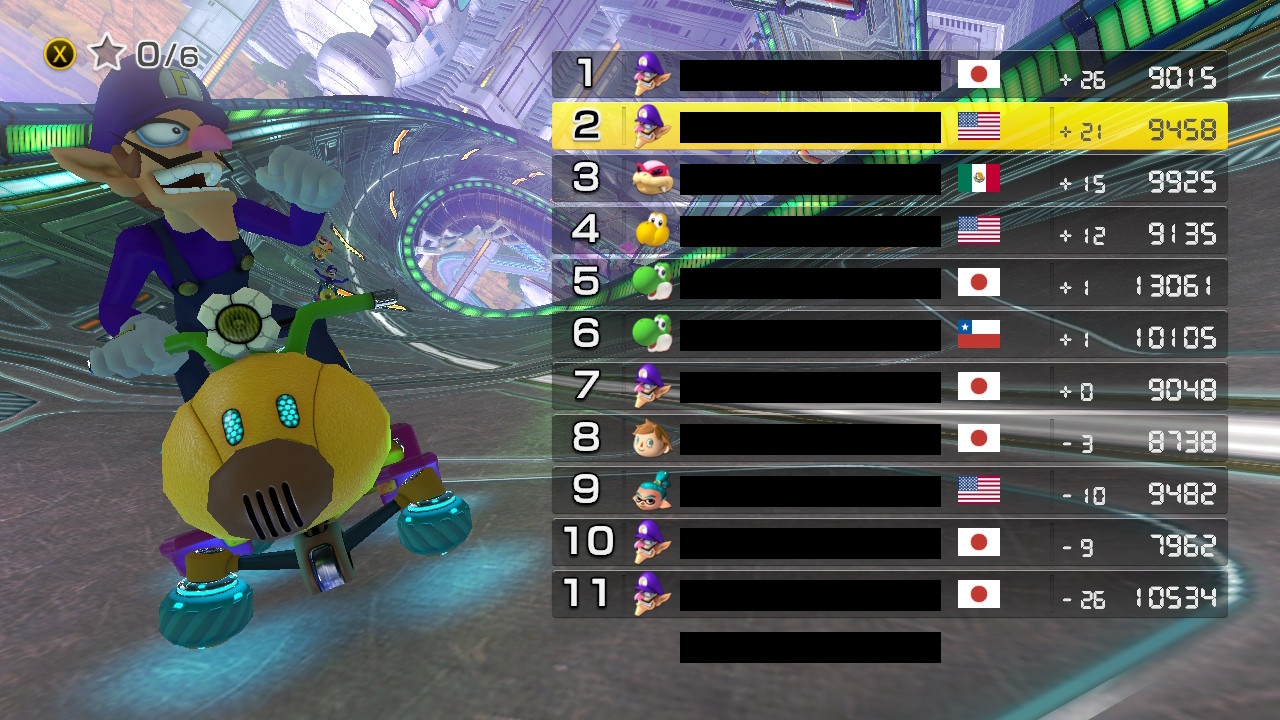 X 0/6
1 + 26 9015
2 + 21 9458
3 + 15 9925
4 + 12 9135
5 + 1 13061
6 + 1 10105
7 + 0 9048
8 - 3 8738
9 - 10 9482
10 - 9 7962
11 - 26 10534